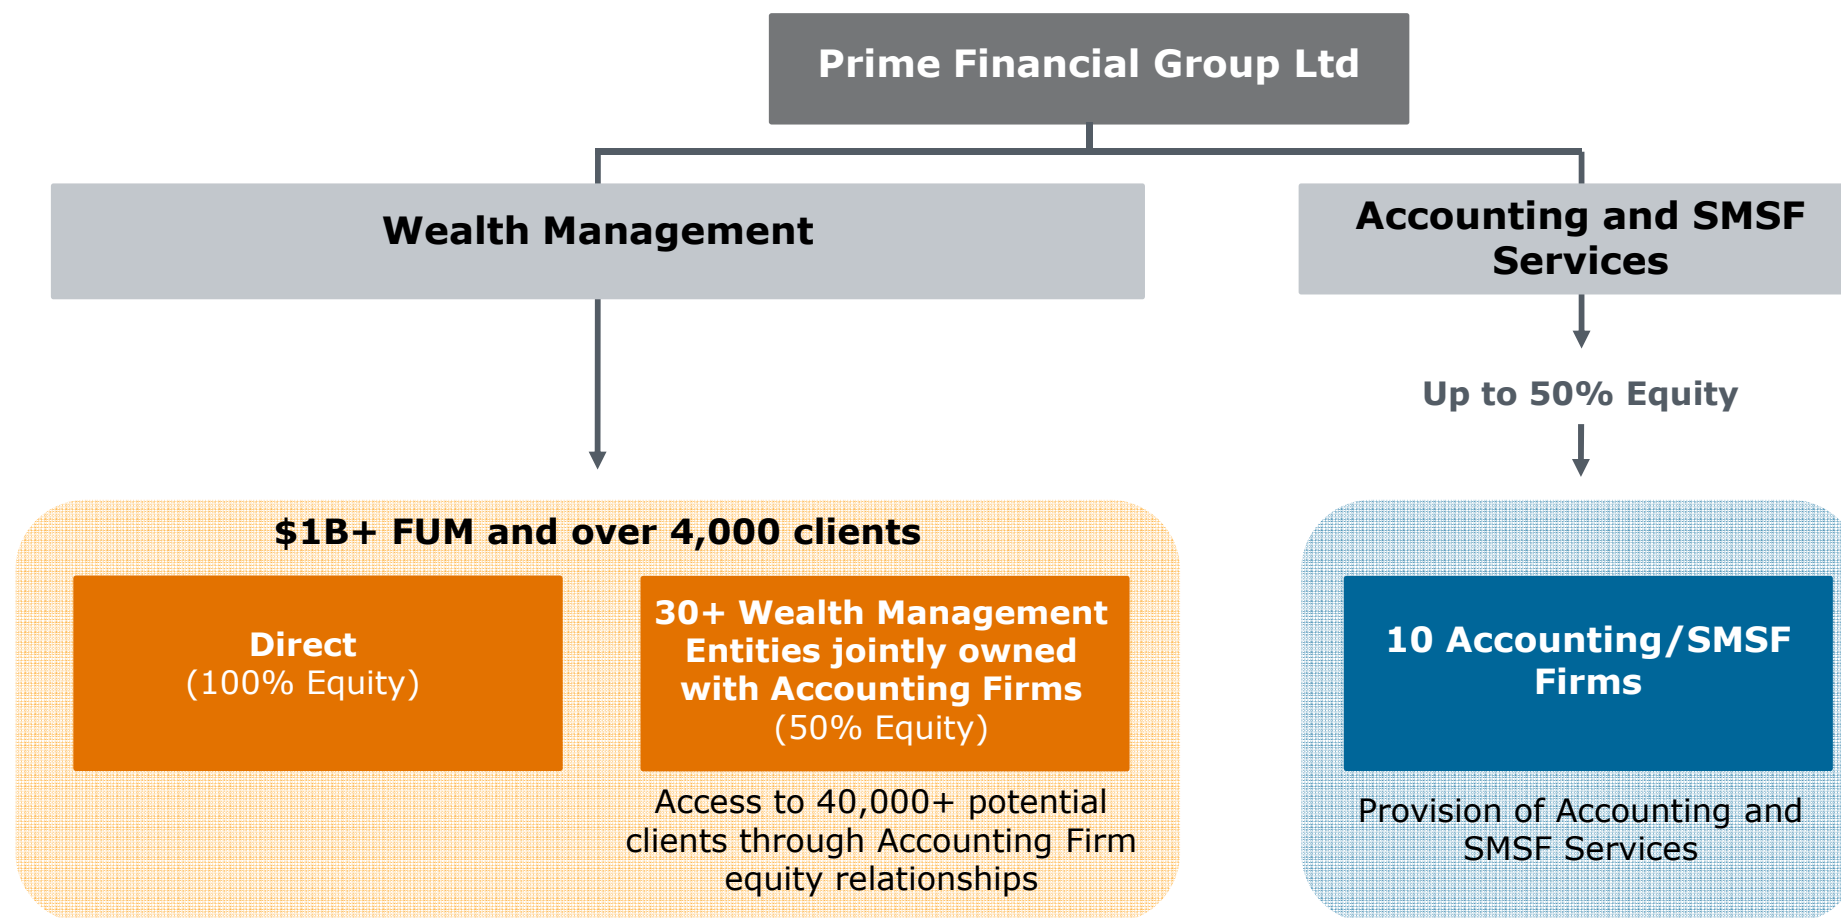 Prime Financial Group Ltd
Wealth Management
Accounting and SMSF
Services
Up to 50% Equity
$1B+ FUM and over 4,000 clients
Direct
(100% Equity)
30+ Wealth Management
Entities jointly owned
with Accounting Firms
(50% Equity)
Access to 40,000+ potential
clients through Accounting Firm
equity relationships
10 Accounting/SMSF
Firms
Provision of Accounting and
SMSF Services